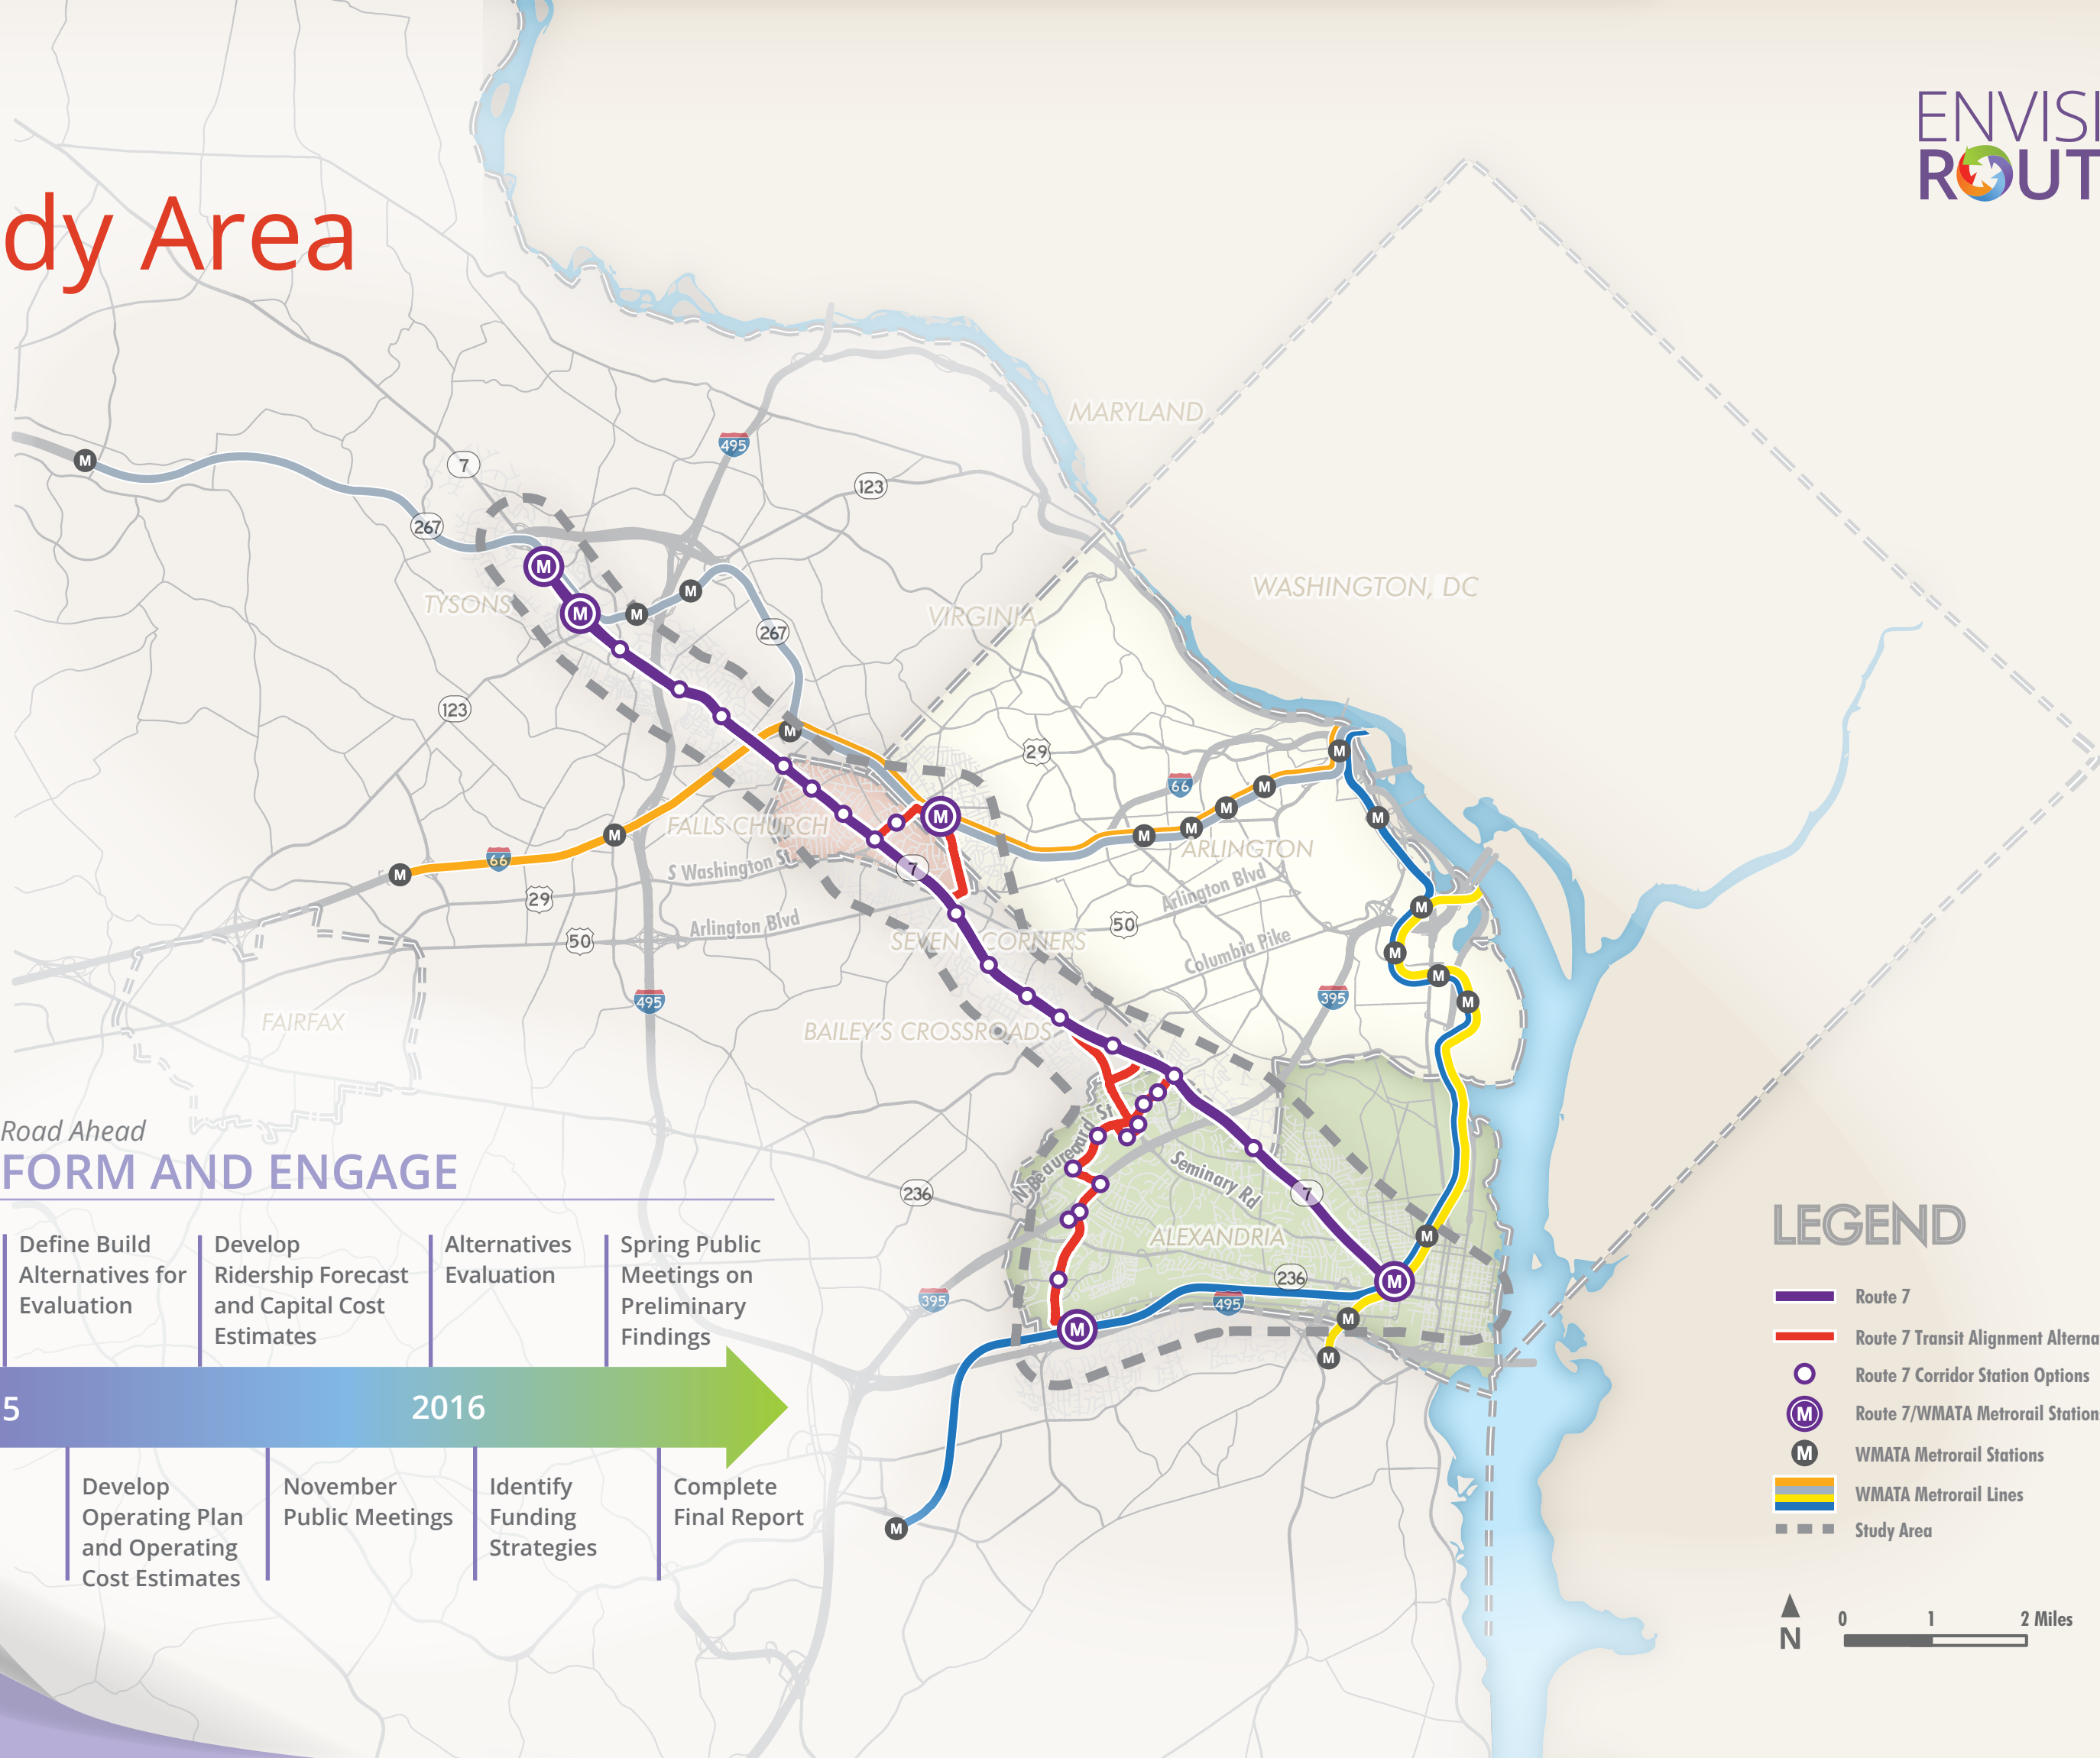 ENVISI
ROUT
dy Area
MARYLAND
495
7
123
267
WASHINGTON, DC
TYSONS
VIRGINIA
267
123
29
66
FALLS CHURCH
ARLINGTON
66
7
S Washington St
Arlington Blvd
29
50
Arlington Blvd
50
SEVEN CORNERS
Columbia Pike
495
395
FAIRFAX
BAILEY'S CROSSROADS
N Beauregard St
Seminary Rd
236
7
ALEXANDRIA
236
395
495
Road Ahead
FORM AND ENGAGE
Define Build
Alternatives for
Evaluation
Develop
Ridership Forecast
and Capital Cost
Estimates
Alternatives
Evaluation
Spring Public
Meetings on
Preliminary
Findings
5
2016
Develop
Operating Plan
and Operating
Cost Estimates
November
Public Meetings
Identify
Funding
Strategies
Complete
Final Report
LEGEND
Route 7
Route 7 Transit Alignment Alterna
Route 7 Corridor Station Options
M Route 7/WMATA Metrorail Station
M WMATA Metrorail Stations
WMATA Metrorail Lines
Study Area
N
0 1 2 Miles